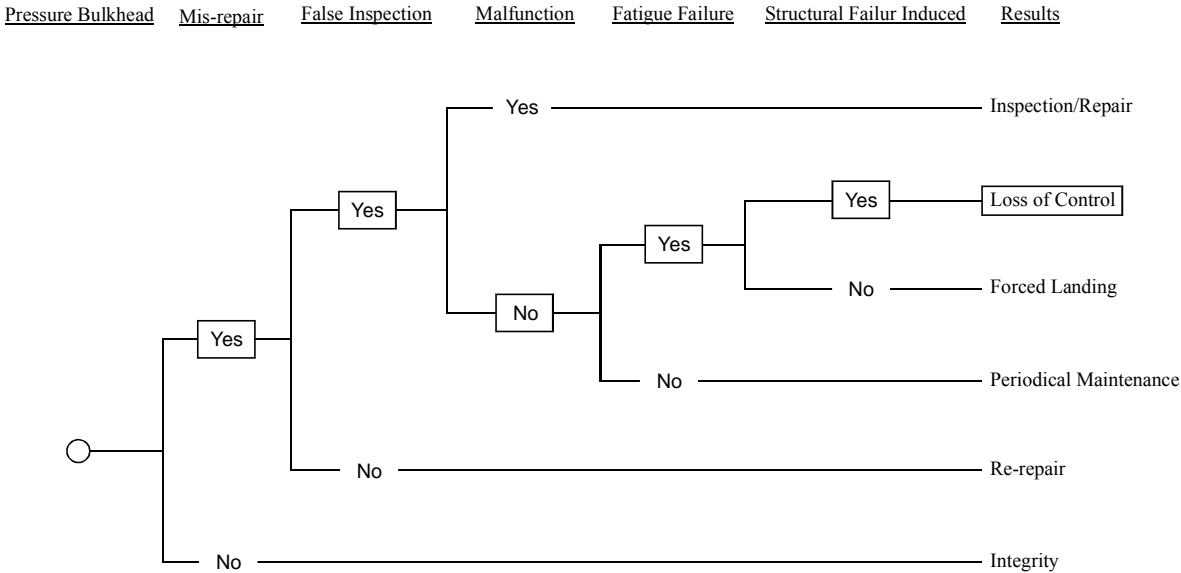 Pressure Bulkhead Mis-repair False Inspection Malfunction Fatigue Failure Structural Failur Induced Results
Yes Inspection/Repair
Yes Yes Loss of Control
Yes
No Forced Landing
No
Yes
No Periodical Maintenance
No Re-repair
No Integrity